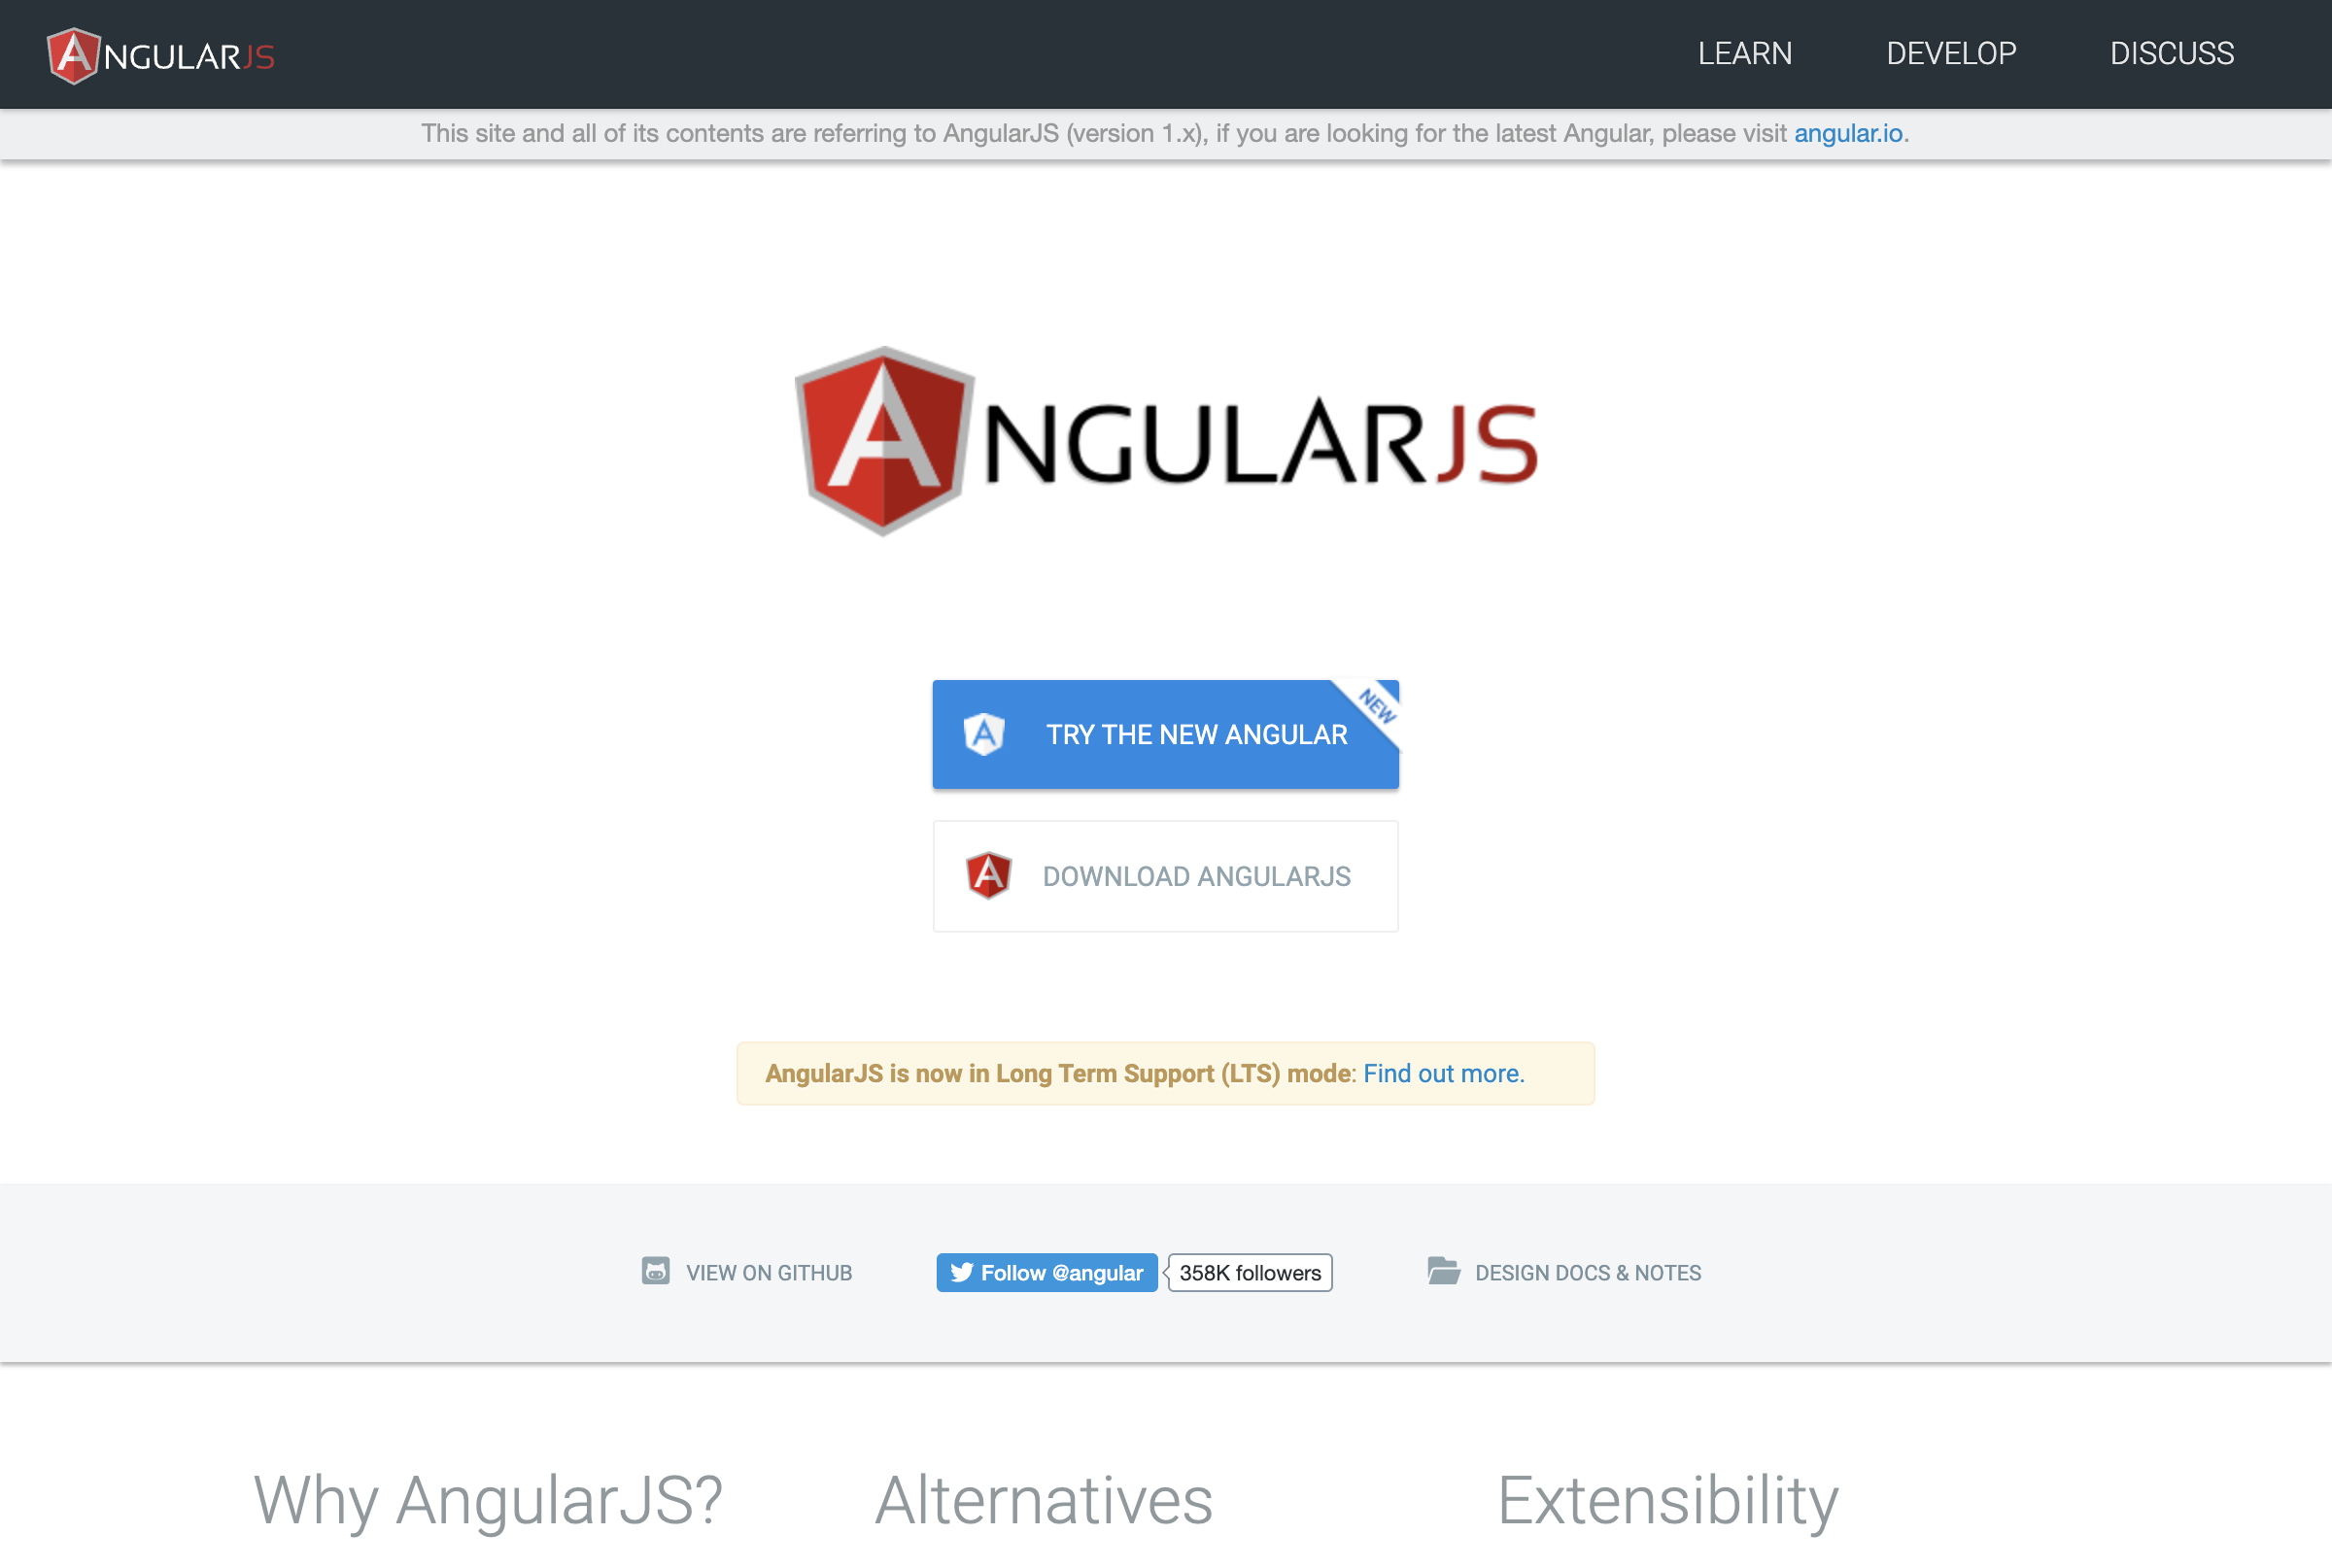 ANGULARJS
LEARN
DEVELOP
DISCUSS
This site and all of its contents are referring to AngularJS (version 1.x), if you are looking for the latest Angular, please visit angular.io.
ANGULARJS
NEW
TRY THE NEW ANGULAR
DOWNLOAD ANGULARJS
AngularJS is now in Long Term Support (LTS) mode: Find out more.
VIEW ON GITHUB
Follow @angular
358K followers
DESIGN DOCS & NOTES
Why AngularJS?
Alternatives
Extensibility